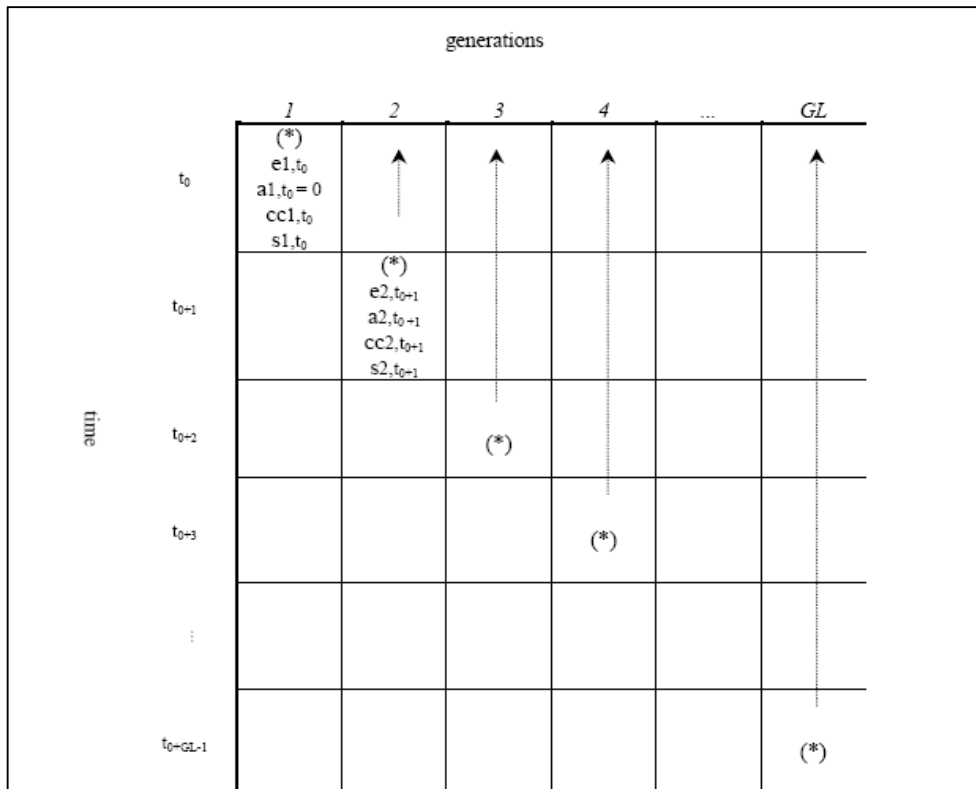 generations
1 2 3 4 ... GL
t₀
(*)
e1,t₀
a1,t₀ = 0
cc1,t₀
s1,t₀
t₀₊₁
(*)
e2,t₀₊₁
a2,t₀₊₁
cc2,t₀₊₁
s2,t₀₊₁
time
t₀₊₂ (*)
t₀₊₃ (*)
...
t₀₊GL₋₁ (*)